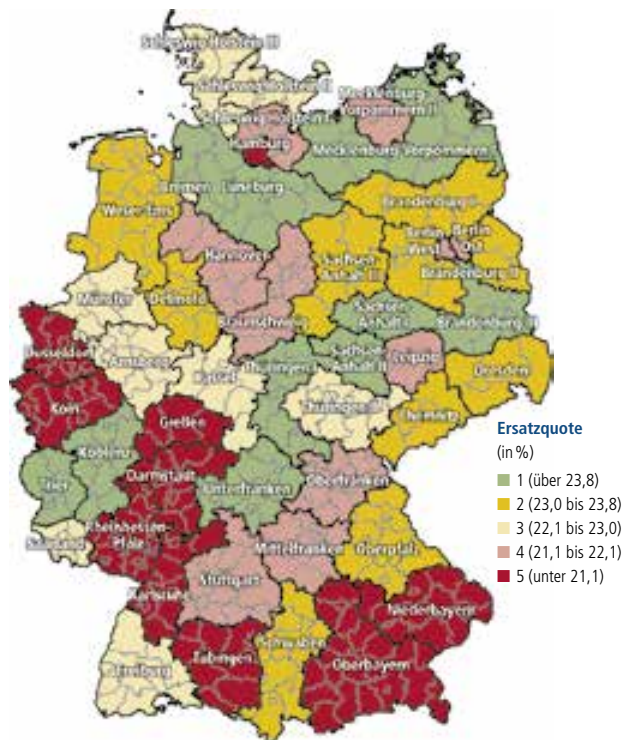 Schleswig-Holstein III
Schleswig-Holstein II
Schleswig-Holstein I
Mecklenburg-
Vorpommern II
Hamburg
Mecklenburg-Vorpommern
Bremen
Lüneburg
Weser-Ems
Brandenburg I
Berlin
West
Berlin
Ost
Hannover
Sachsen
Anhalt III
Brandenburg II
Münster
Detmold
Braunschweig
Sachsen
Anhalt I
Brandenburg III
Düsseldorf
Arnsberg
Kassel
Thüringen I
Sachsen
Anhalt II
Leipzig
Dresden
Köln
Gießen
Thüringen II
Chemnitz
Koblenz
Trier
Darmstadt
Unterfranken
Oberfranken
Rheinhessen-
Pfalz
Saarland
Mittelfranken
Oberpfalz
Stuttgart
Karlsruhe
Niederbayern
Schwaben
Tübingen
Oberbayern
Freiburg
Ersatzquote
(in %)
1 (über 23,8)
2 (23,0 bis 23,8)
3 (22,1 bis 23,0)
4 (21,1 bis 22,1)
5 (unter 21,1)